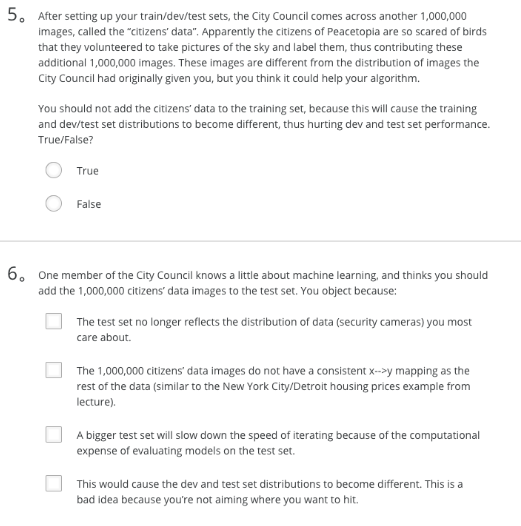 5. After setting up your train/dev/test sets, the City Council comes across another 1,000,000
images, called the “citizens’ data”. Apparently the citizens of Peacetopia are so scared of birds
that they volunteered to take pictures of the sky and label them, thus contributing these
additional 1,000,000 images. These images are different from the distribution of images the
City Council had originally given you, but you think it could help your algorithm.
You should not add the citizens’ data to the training set, because this will cause the training
and dev/test set distributions to become different, thus hurting dev and test set performance.
True/False?
True
False
6. One member of the City Council knows a little about machine learning, and thinks you should
add the 1,000,000 citizens’ data images to the test set. You object because:
The test set no longer reflects the distribution of data (security cameras) you most
care about.
The 1,000,000 citizens’ data images do not have a consistent x-->y mapping as the
rest of the data (similar to the New York City/Detroit housing prices example from
lecture).
A bigger test set will slow down the speed of iterating because of the computational
expense of evaluating models on the test set.
This would cause the dev and test set distributions to become different. This is a
bad idea because you’re not aiming where you want to hit.